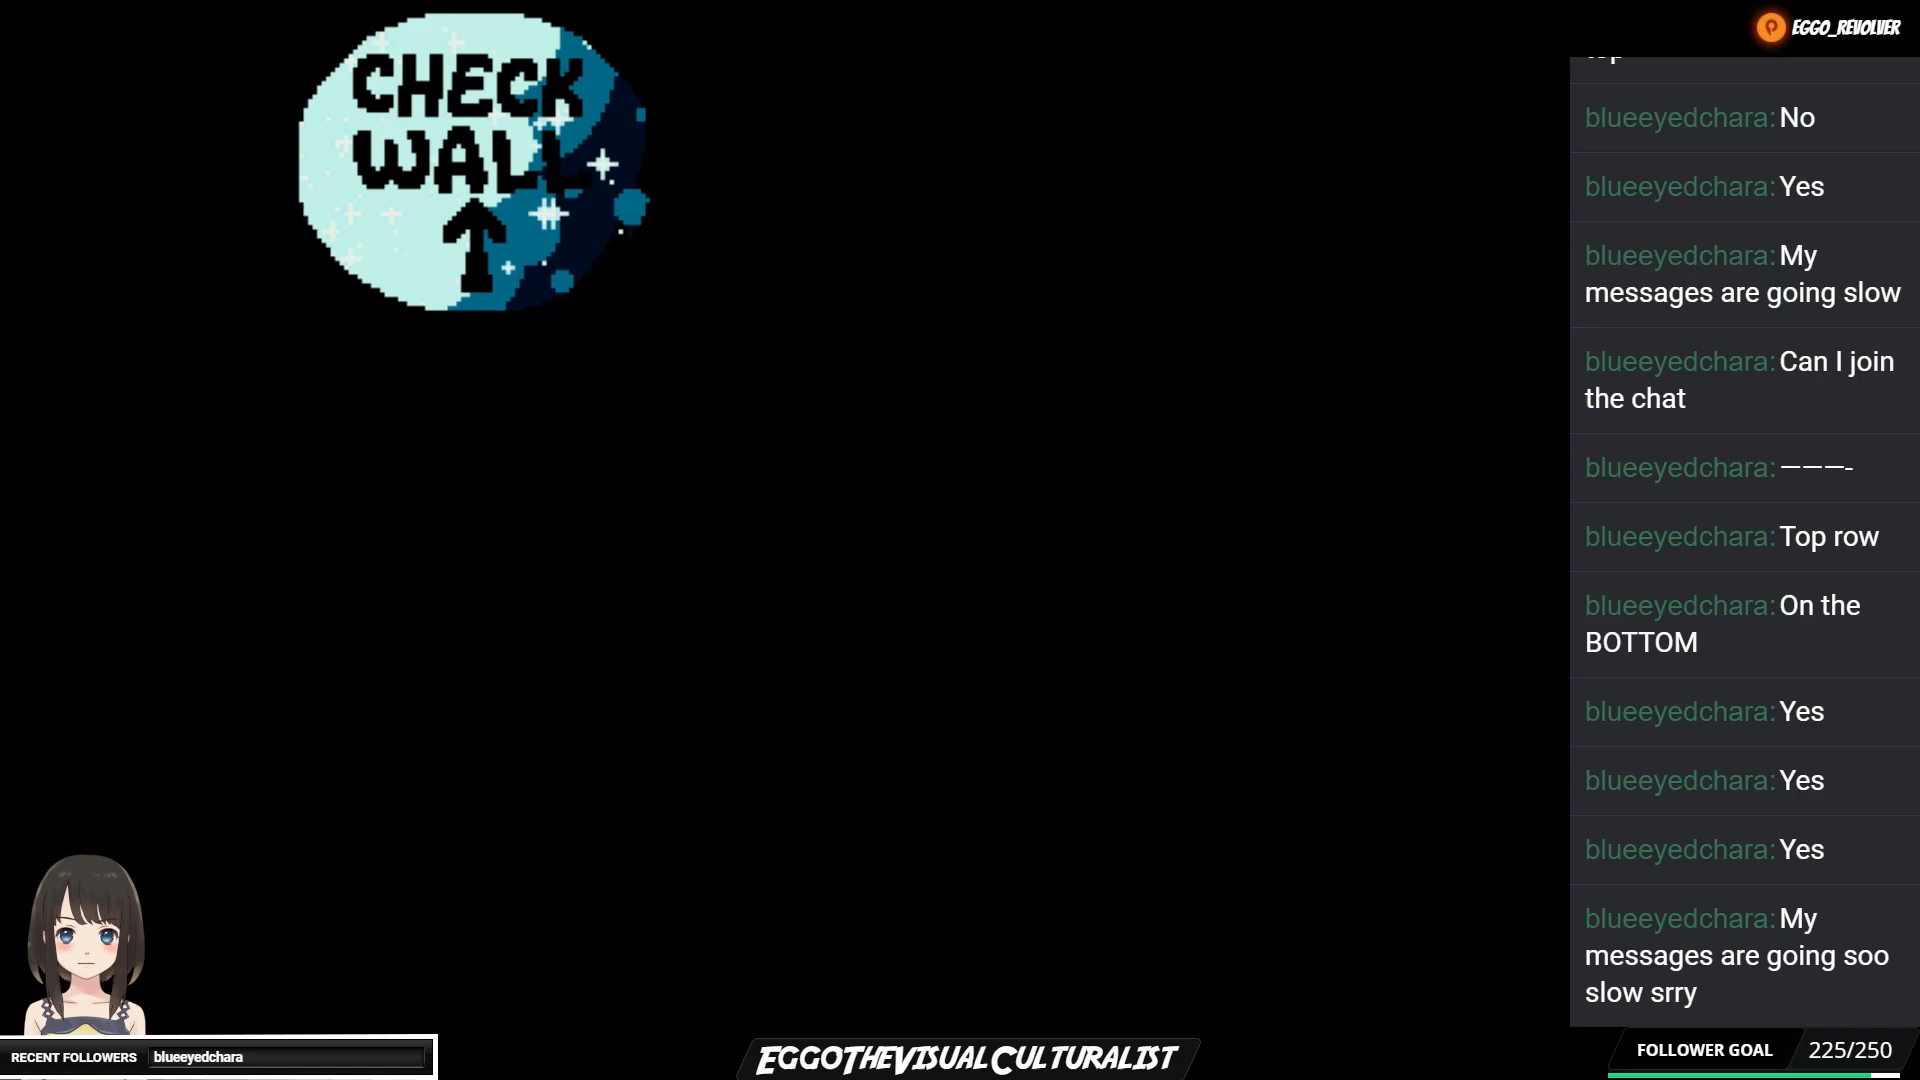 CHECK
WALL
EGGO_REVOLVER
blueeyedchara: No
blueeyedchara: Yes
blueeyedchara: My
messages are going slow
blueeyedchara: Can I join
the chat
blueeyedchara: −−−-
blueeyedchara: Top row
blueeyedchara: On the
BOTTOM
blueeyedchara: Yes
blueeyedchara: Yes
blueeyedchara: Yes
blueeyedchara: My
messages are going soo
slow srry
RECENT FOLLOWERS blueeyedchara
EGGOTHEVISUALCULTURALIST
FOLLOWER GOAL 225/250